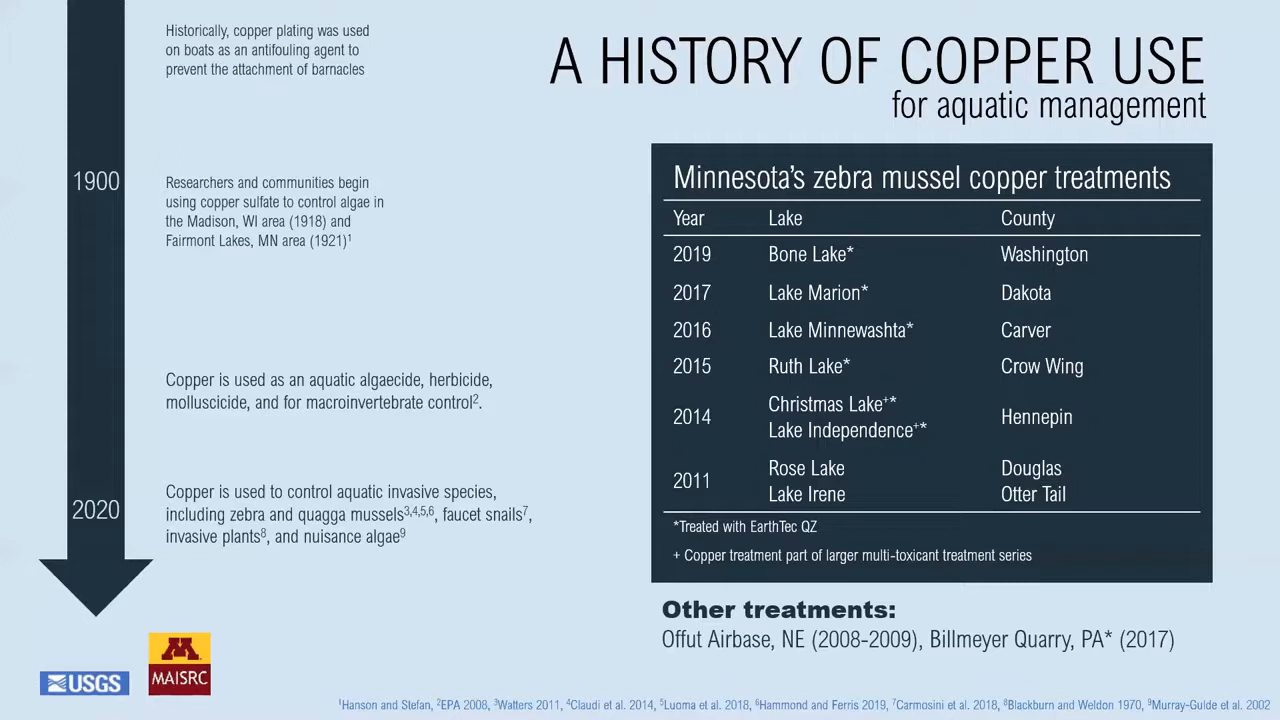 Historically, copper plating was used
on boats as an antifouling agent to
prevent the attachment of barnacles
A HISTORY OF COPPER USE
for aquatic management
1900
Researchers and communities begin
using copper sulfate to control algae in
the Madison, WI area (1918) and
Fairmont Lakes, MN area (1921)¹
Copper is used as an aquatic algaecide, herbicide,
molluscicide, and for macroinvertebrate control².
2020
Copper is used to control aquatic invasive species,
including zebra and quagga mussels³,⁴,⁵,⁶, faucet snails⁷,
invasive plants⁸, and nuisance algae⁹
Minnesota's zebra mussel copper treatments
Year Lake County
2019 Bone Lake* Washington
2017 Lake Marion* Dakota
2016 Lake Minnewashta* Carver
2015 Ruth Lake* Crow Wing
2014 Christmas Lake⁺* Hennepin
Lake Independence⁺*
2011 Rose Lake Douglas
Lake Irene Otter Tail
*Treated with EarthTec QZ
+ Copper treatment part of larger multi-toxicant treatment series
Other treatments:
Offut Airbase, NE (2008-2009), Billmeyer Quarry, PA* (2017)
USGS
M
MAISRC
¹Hanson and Stefan, ²EPA 2008, ³Watters 2011, ⁴Claudi et al. 2014, ⁵Luoma et al. 2018, ⁶Hammond and Ferris 2019, ⁷Carmosini et al. 2018, ⁸Blackburn and Weldon 1970, ⁹Murray-Gulde et al. 2002